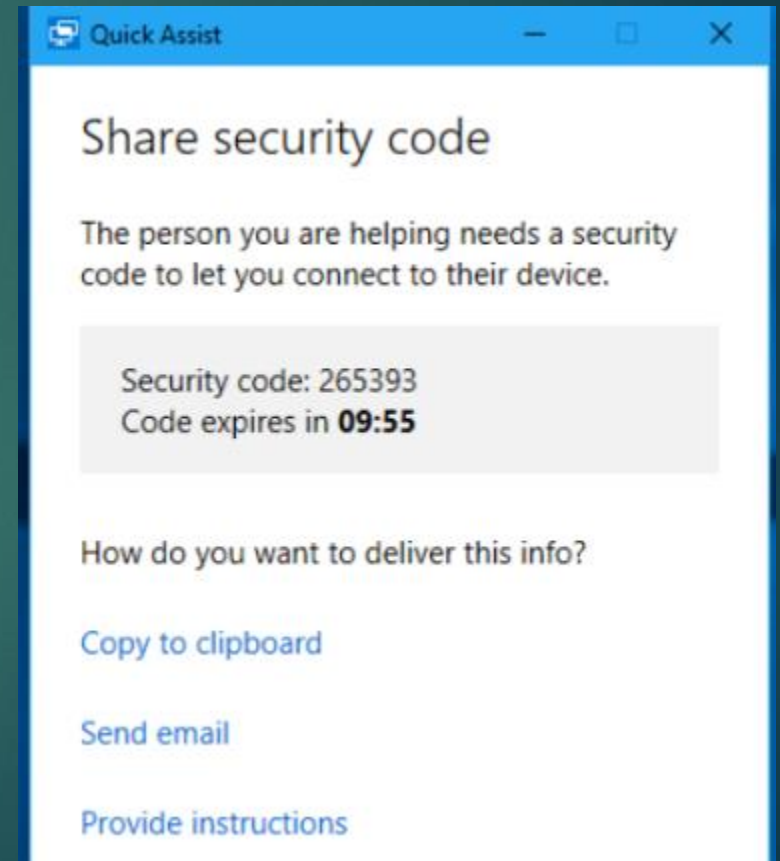 Quick Assist
Share security code
The person you are helping needs a security
code to let you connect to their device.
Security code: 265393
Code expires in 09:55
How do you want to deliver this info?
Copy to clipboard
Send email
Provide instructions